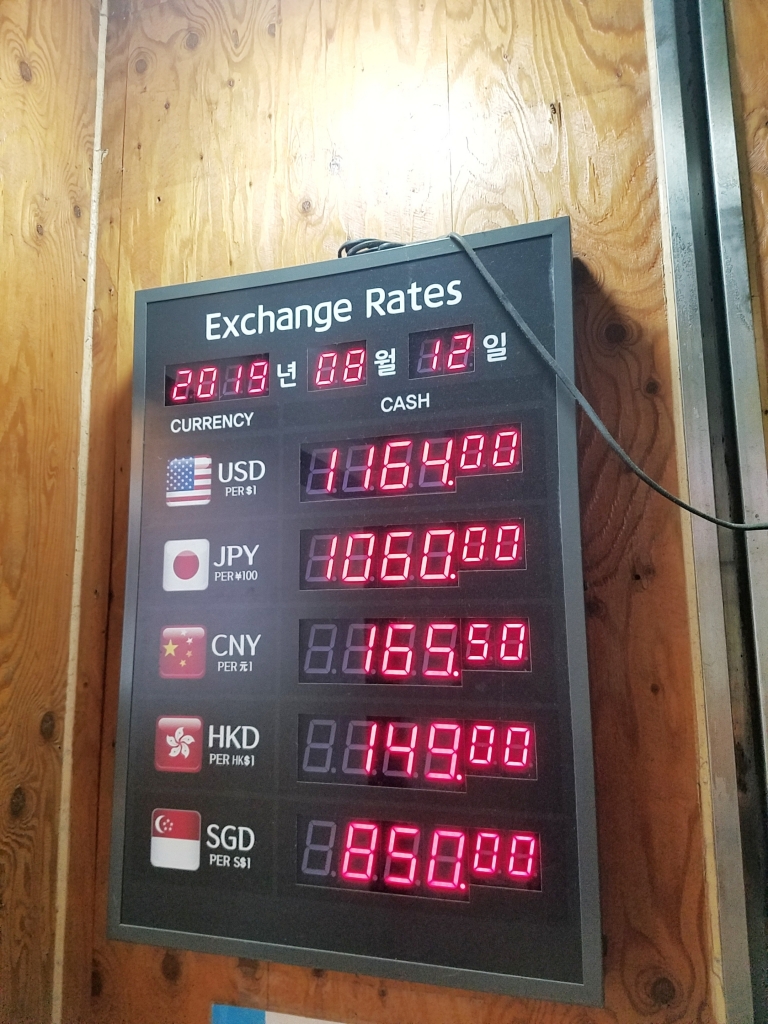 Exchange Rates
2019 년 08 월 12 일
CURRENCY CASH
USD 1164.00
PER $1
JPY 1060.00
PER ¥100
CNY 165.50
PER 元1
HKD 149.00
PER HK$1
SGD 850.00
PER S$1